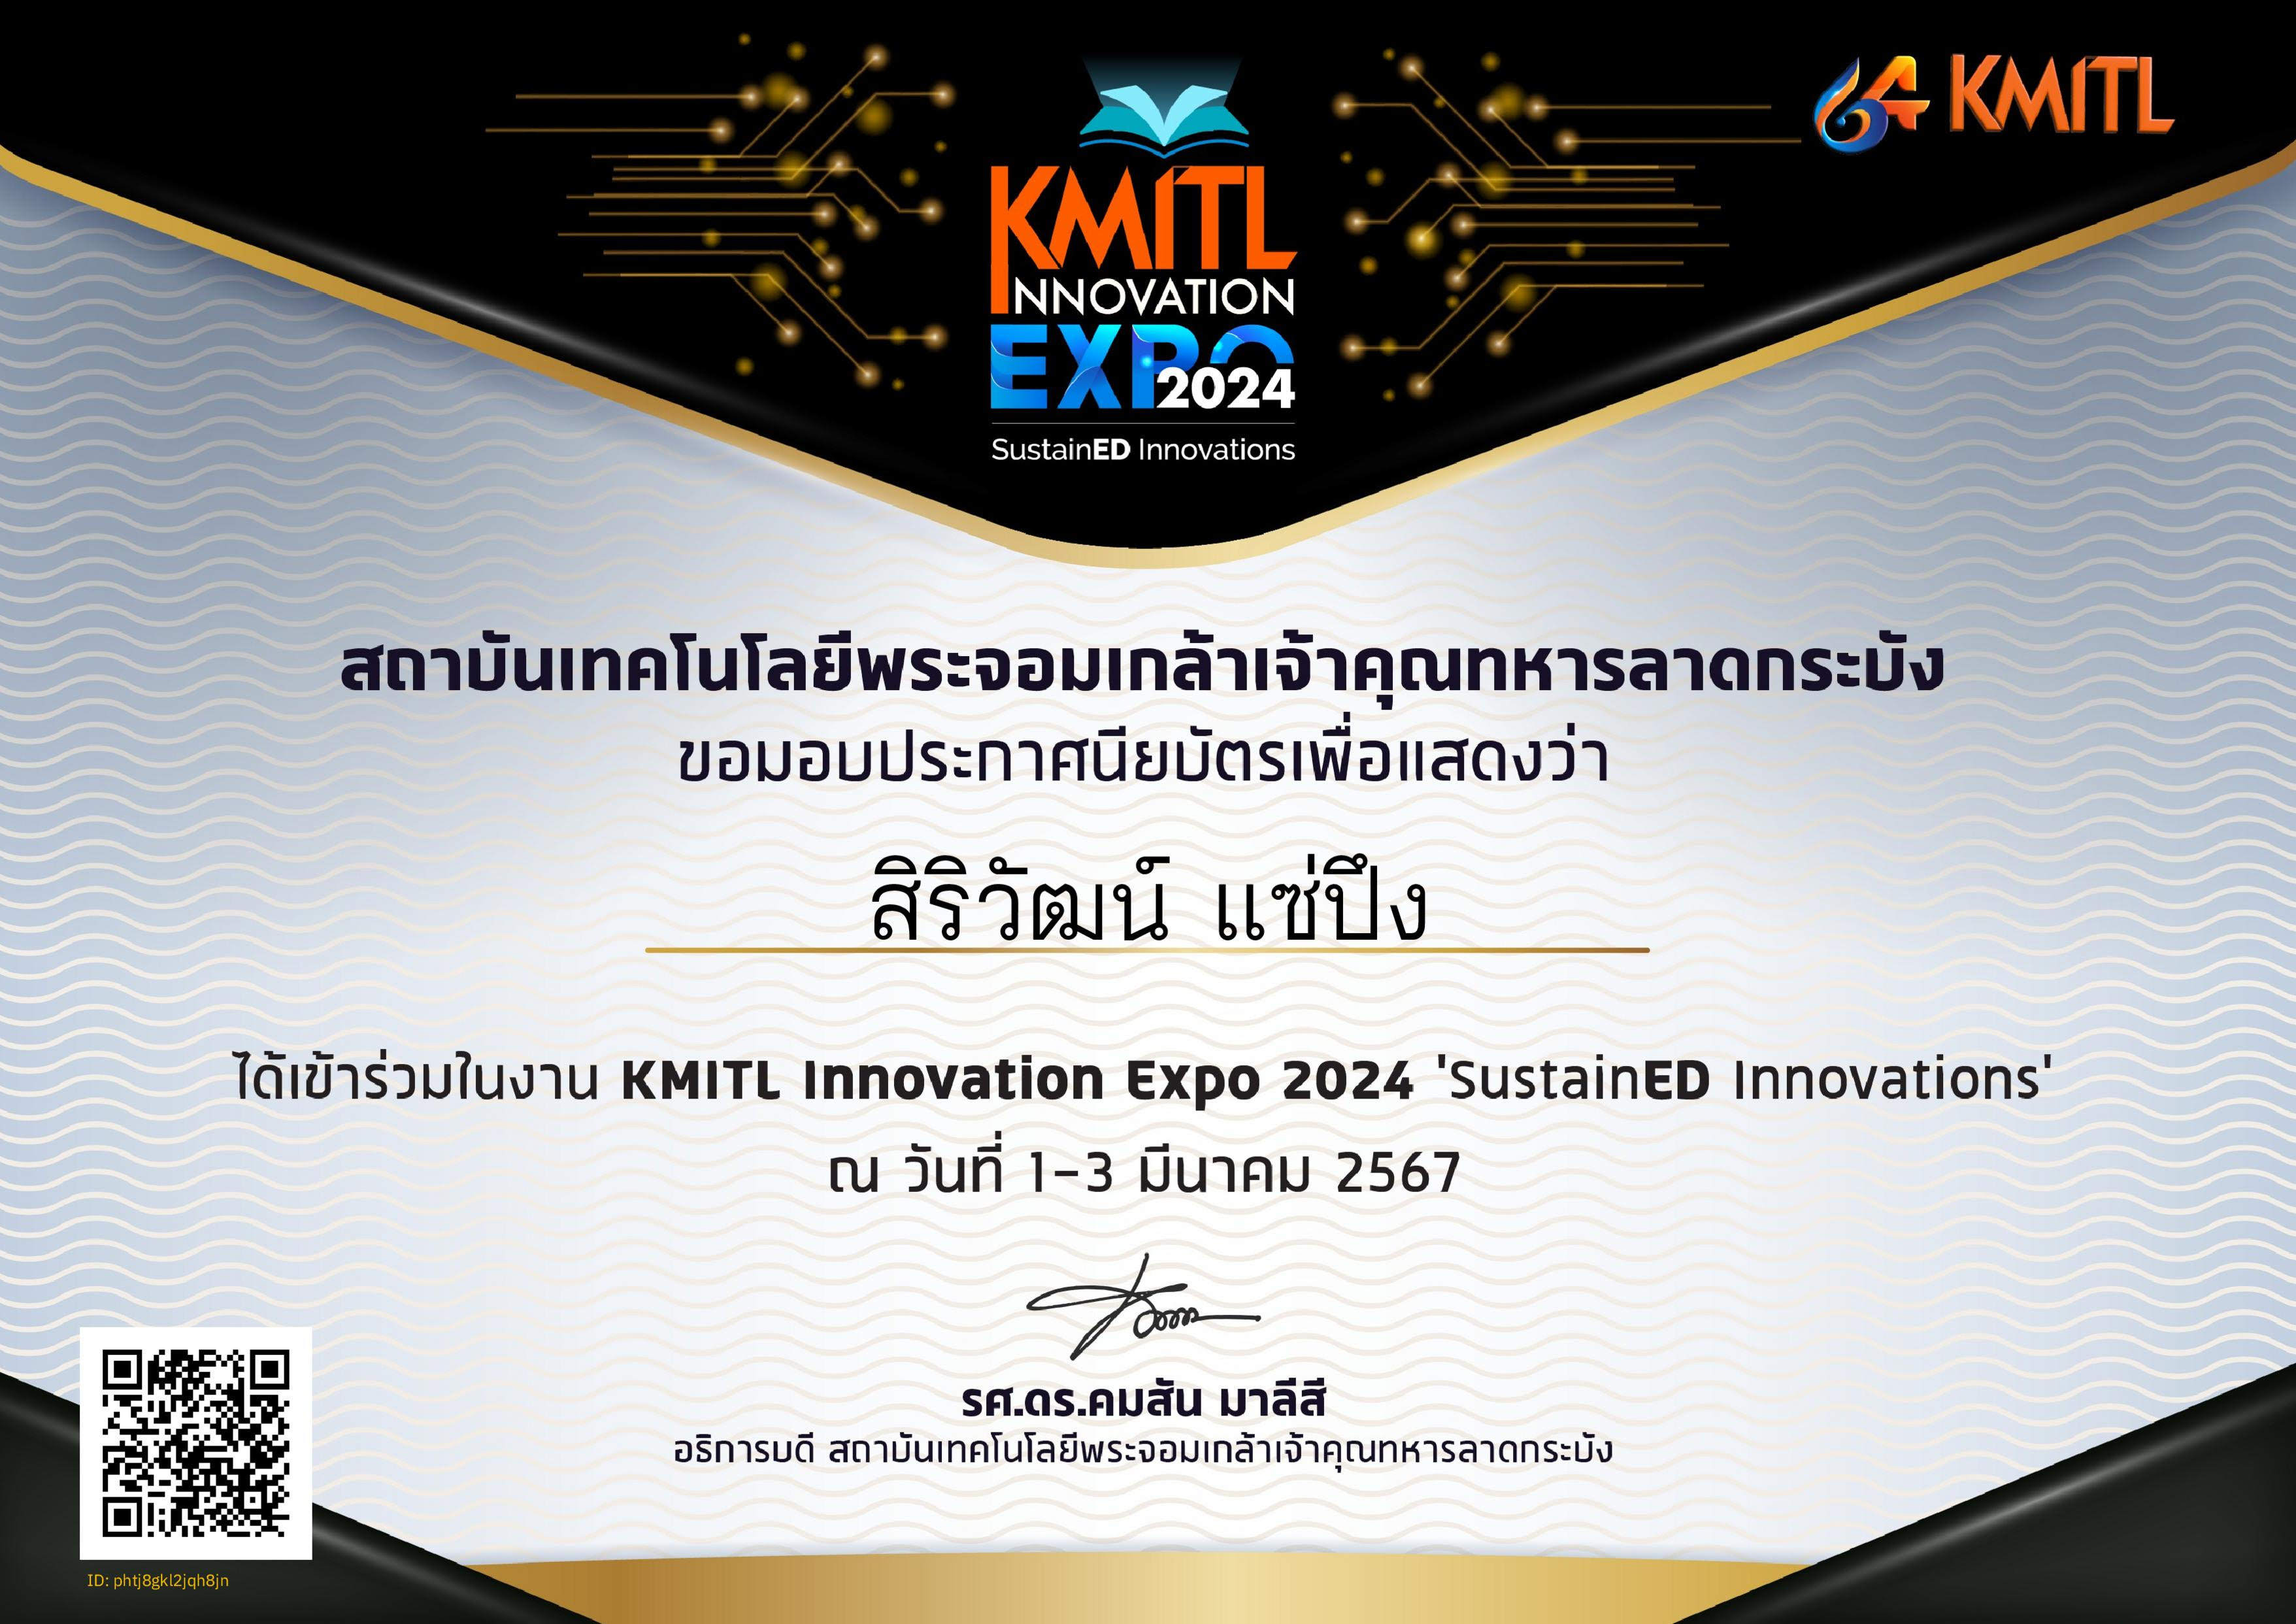 64 KMITL
KMITL
INNOVATION
EXPO 2024
SustainED Innovations
สถาบันเทคโนโลยีพระจอมเกล้าเจ้าคุณทหารลาดกระบัง
ขอมอบประกาศนียบัตรเพื่อแสดงว่า
สิริวัฒน์ แซ่ปึง
ได้เข้าร่วมในงาน KMITL Innovation Expo 2024 'SustainED Innovations'
ณ วันที่ 1-3 มีนาคม 2567
รศ.ดร.คมสัน มาลีสี
อธิการบดี สถาบันเทคโนโลยีพระจอมเกล้าเจ้าคุณทหารลาดกระบัง
ID: phtj8gkl2jqh8jn